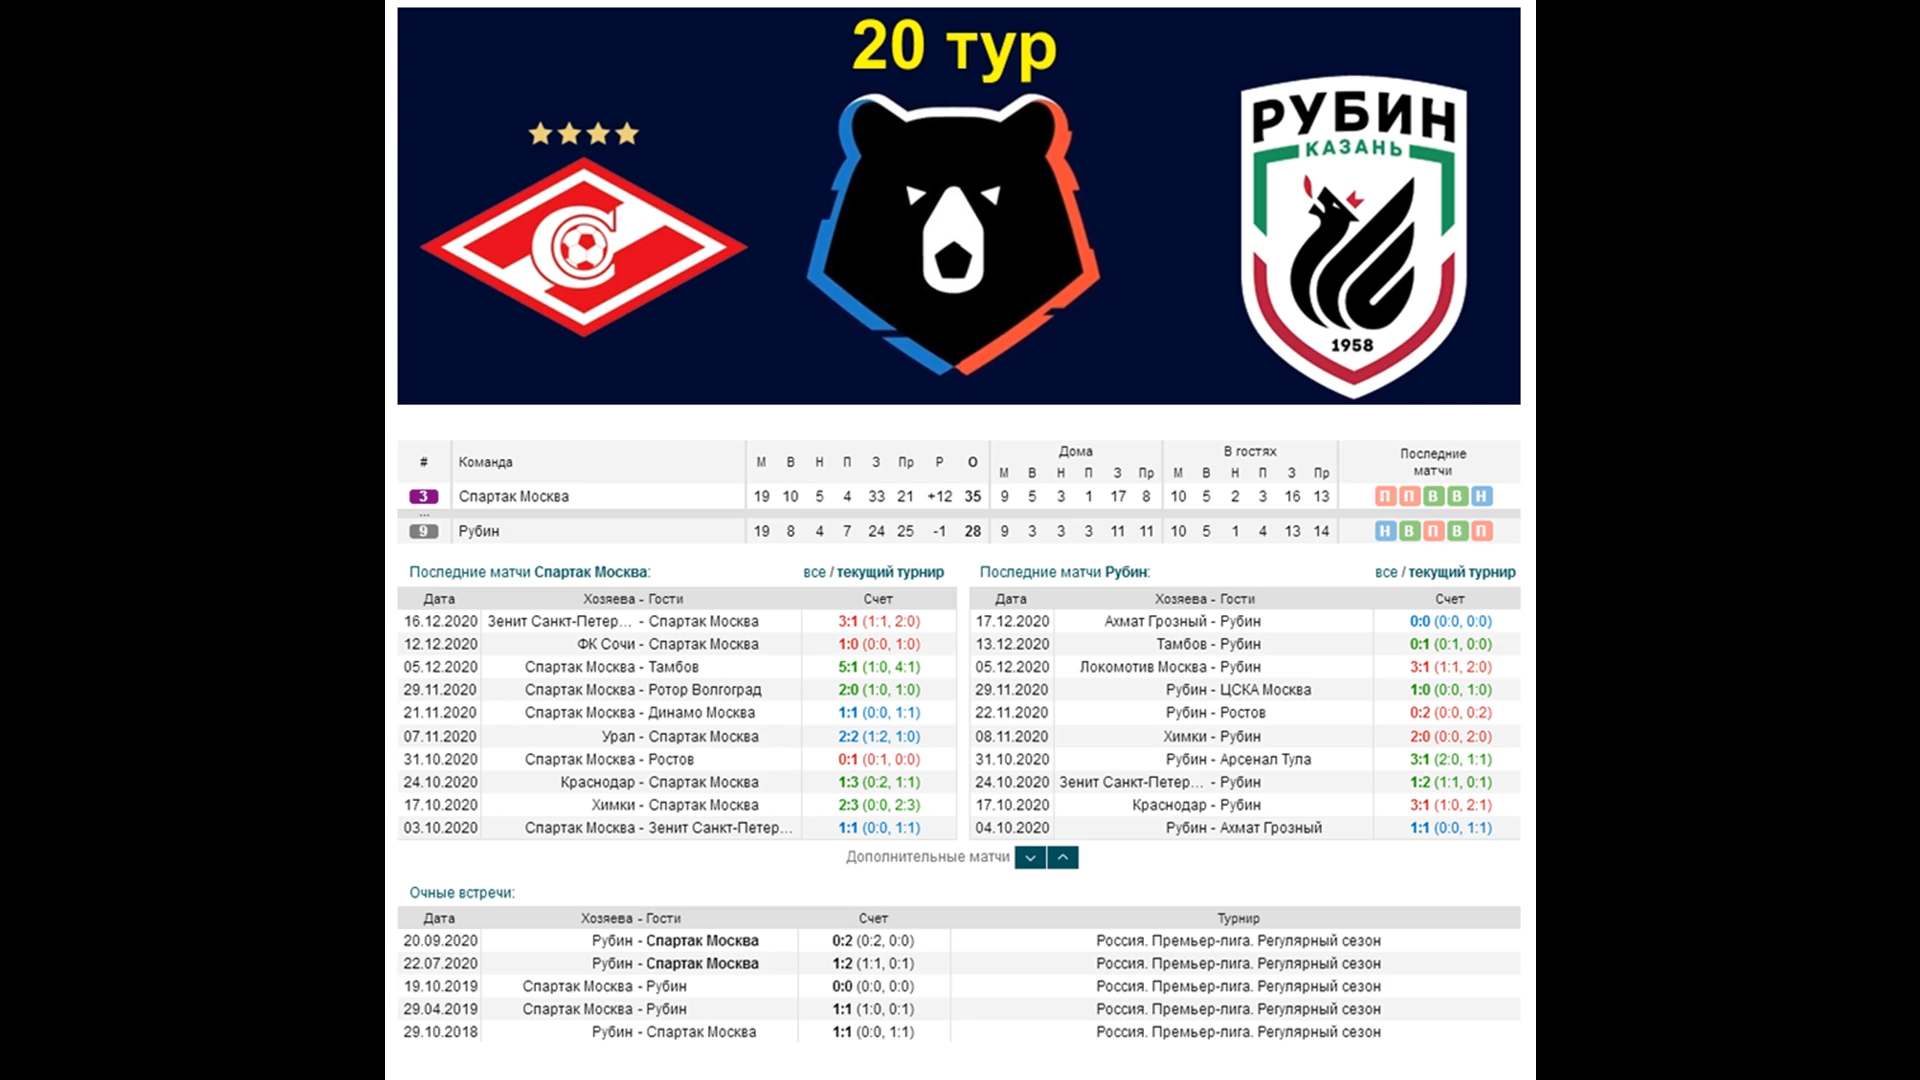 20 тур
РУБИН
КАЗАНЬ
1958
# Команда М В Н П З Пр Р О Дома М В Н П З Пр В гостях М В Н П З Пр Последние матчи
3 Спартак Москва 19 10 5 4 33 21 +12 35 9 5 3 1 17 8 10 5 2 3 16 13 П П В В Н
...
9 Рубин 19 8 4 7 24 25 -1 28 9 3 3 3 11 11 10 5 1 4 13 14 Н В П В П
Последние матчи Спартак Москва: все / текущий турнир
Дата Хозяева - Гости Счет
16.12.2020 Зенит Санкт-Петер... - Спартак Москва 3:1 (1:1, 2:0)
12.12.2020 ФК Сочи - Спартак Москва 1:0 (0:0, 1:0)
05.12.2020 Спартак Москва - Тамбов 5:1 (1:0, 4:1)
29.11.2020 Спартак Москва - Ротор Волгоград 2:0 (1:0, 1:0)
21.11.2020 Спартак Москва - Динамо Москва 1:1 (0:0, 1:1)
07.11.2020 Урал - Спартак Москва 2:2 (1:2, 1:0)
31.10.2020 Спартак Москва - Ростов 0:1 (0:1, 0:0)
24.10.2020 Краснодар - Спартак Москва 1:3 (0:2, 1:1)
17.10.2020 Химки - Спартак Москва 2:3 (0:0, 2:3)
03.10.2020 Спартак Москва - Зенит Санкт-Петер... 1:1 (0:0, 1:1)
Последние матчи Рубин: все / текущий турнир
Дата Хозяева - Гости Счет
17.12.2020 Ахмат Грозный - Рубин 0:0 (0:0, 0:0)
13.12.2020 Тамбов - Рубин 0:1 (0:1, 0:0)
05.12.2020 Локомотив Москва - Рубин 3:1 (1:1, 2:0)
29.11.2020 Рубин - ЦСКА Москва 1:0 (0:0, 1:0)
22.11.2020 Рубин - Ростов 0:2 (0:0, 0:2)
08.11.2020 Химки - Рубин 2:0 (0:0, 2:0)
31.10.2020 Рубин - Арсенал Тула 3:1 (2:0, 1:1)
24.10.2020 Зенит Санкт-Петер... - Рубин 1:2 (1:1, 0:1)
17.10.2020 Краснодар - Рубин 3:1 (1:0, 2:1)
04.10.2020 Рубин - Ахмат Грозный 1:1 (0:0, 1:1)
Дополнительные матчи
Очные встречи:
Дата Хозяева - Гости Счет Турнир
20.09.2020 Рубин - Спартак Москва 0:2 (0:2, 0:0) Россия. Премьер-лига. Регулярный сезон
22.07.2020 Рубин - Спартак Москва 1:2 (1:1, 0:1) Россия. Премьер-лига. Регулярный сезон
19.10.2019 Спартак Москва - Рубин 0:0 (0:0, 0:0) Россия. Премьер-лига. Регулярный сезон
29.04.2019 Спартак Москва - Рубин 1:1 (1:0, 0:1) Россия. Премьер-лига. Регулярный сезон
29.10.2018 Рубин - Спартак Москва 1:1 (0:0, 1:1) Россия. Премьер-лига. Регулярный сезон